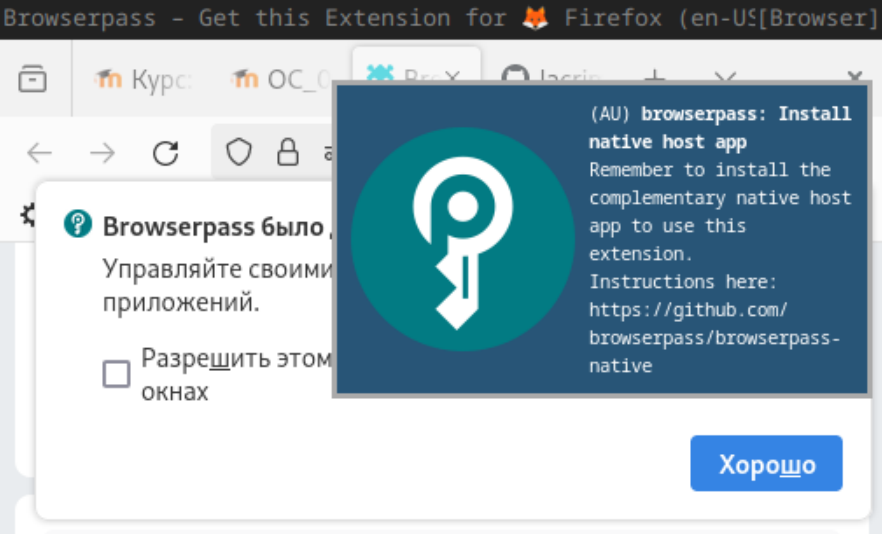 Browserpass – Get this Extension for 🦊 Firefox (en-US[Browser]
Курс:
ОС_0
Bro
Jacrin
(AU) browserpass: Install
native host app
Remember to install the
complementary native host
app to use this
extension.
Instructions here:
https://github.com/
browserpass/browserpass-
native
Browserpass было
Управляйте своими
приложений.
Разрешить этом
окнах
Хорошо